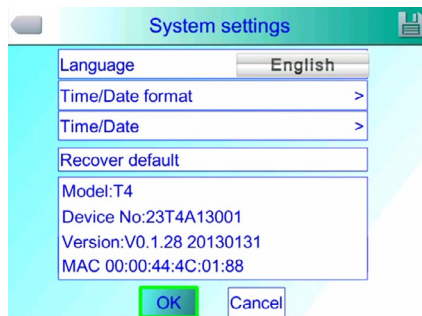 System settings
Language English
Time/Date format >
Time/Date >
Recover default
Model:T4
Device No:23T4A13001
Version:V0.1.28 20130131
MAC 00:00:44:4C:01:88
OK Cancel